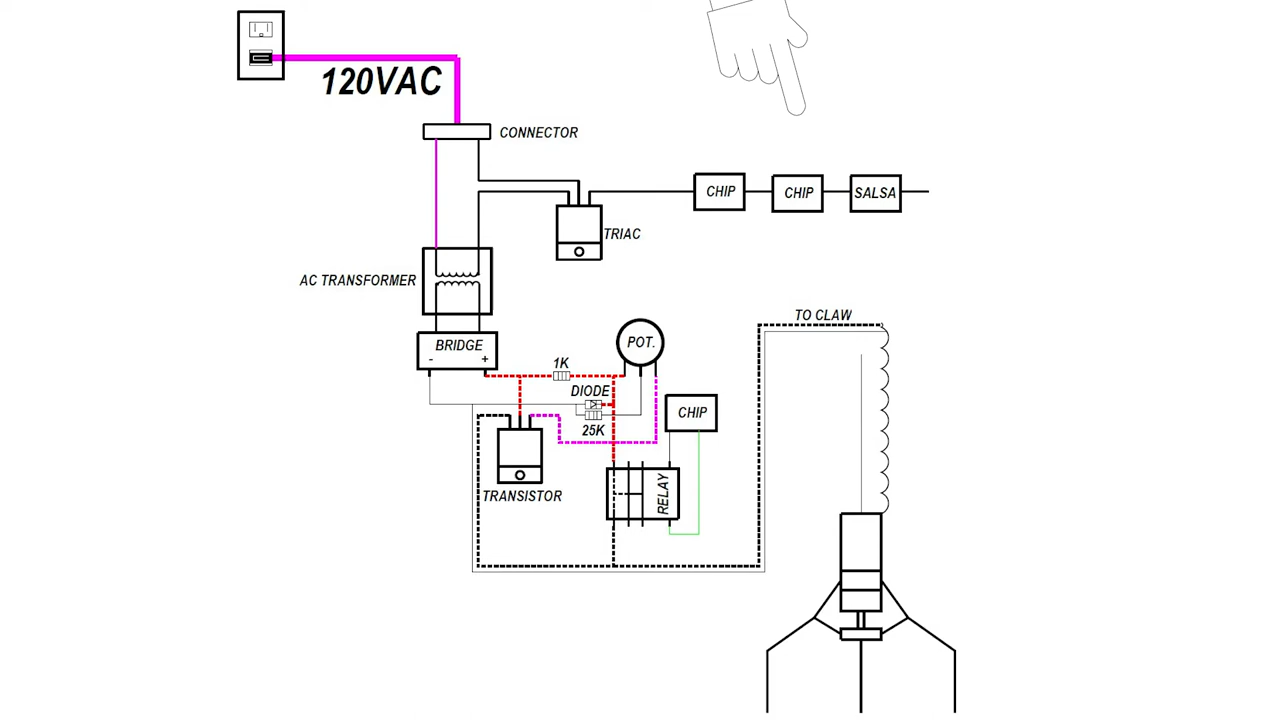 120VAC
CONNECTOR
CHIP
CHIP
SALSA
TRIAC
AC TRANSFORMER
TO CLAW
BRIDGE
- +
POT.
1K
DIODE
CHIP
25K
TRANSISTOR
RELAY